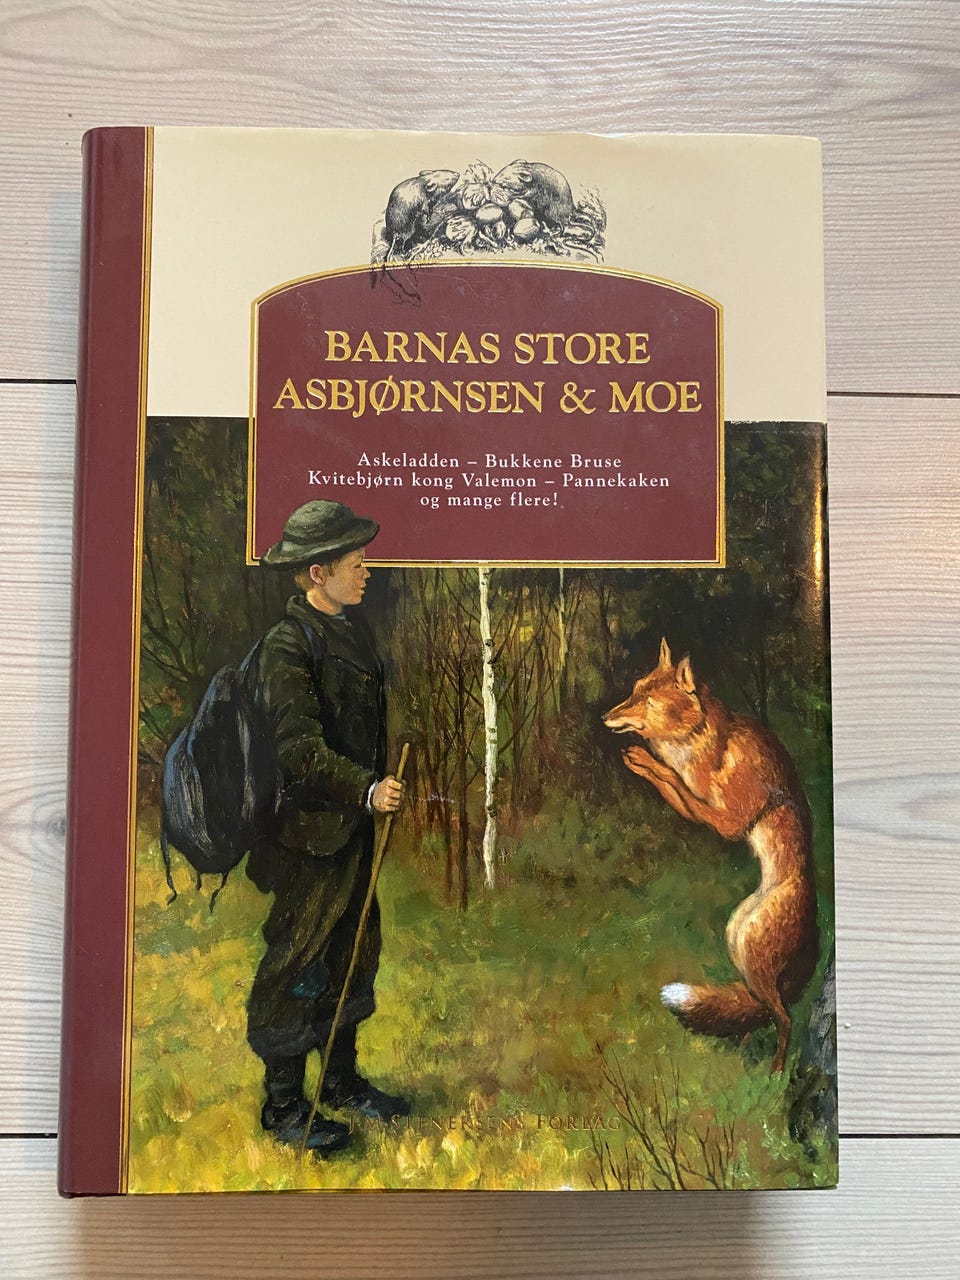 BARNAS STORE
ASBJØRNSEN & MOE
Askeladden – Bukkene Bruse
Kvitebjørn kong Valemon – Pannekaken
og mange flere!
J.M. STENERSENS FORLAG